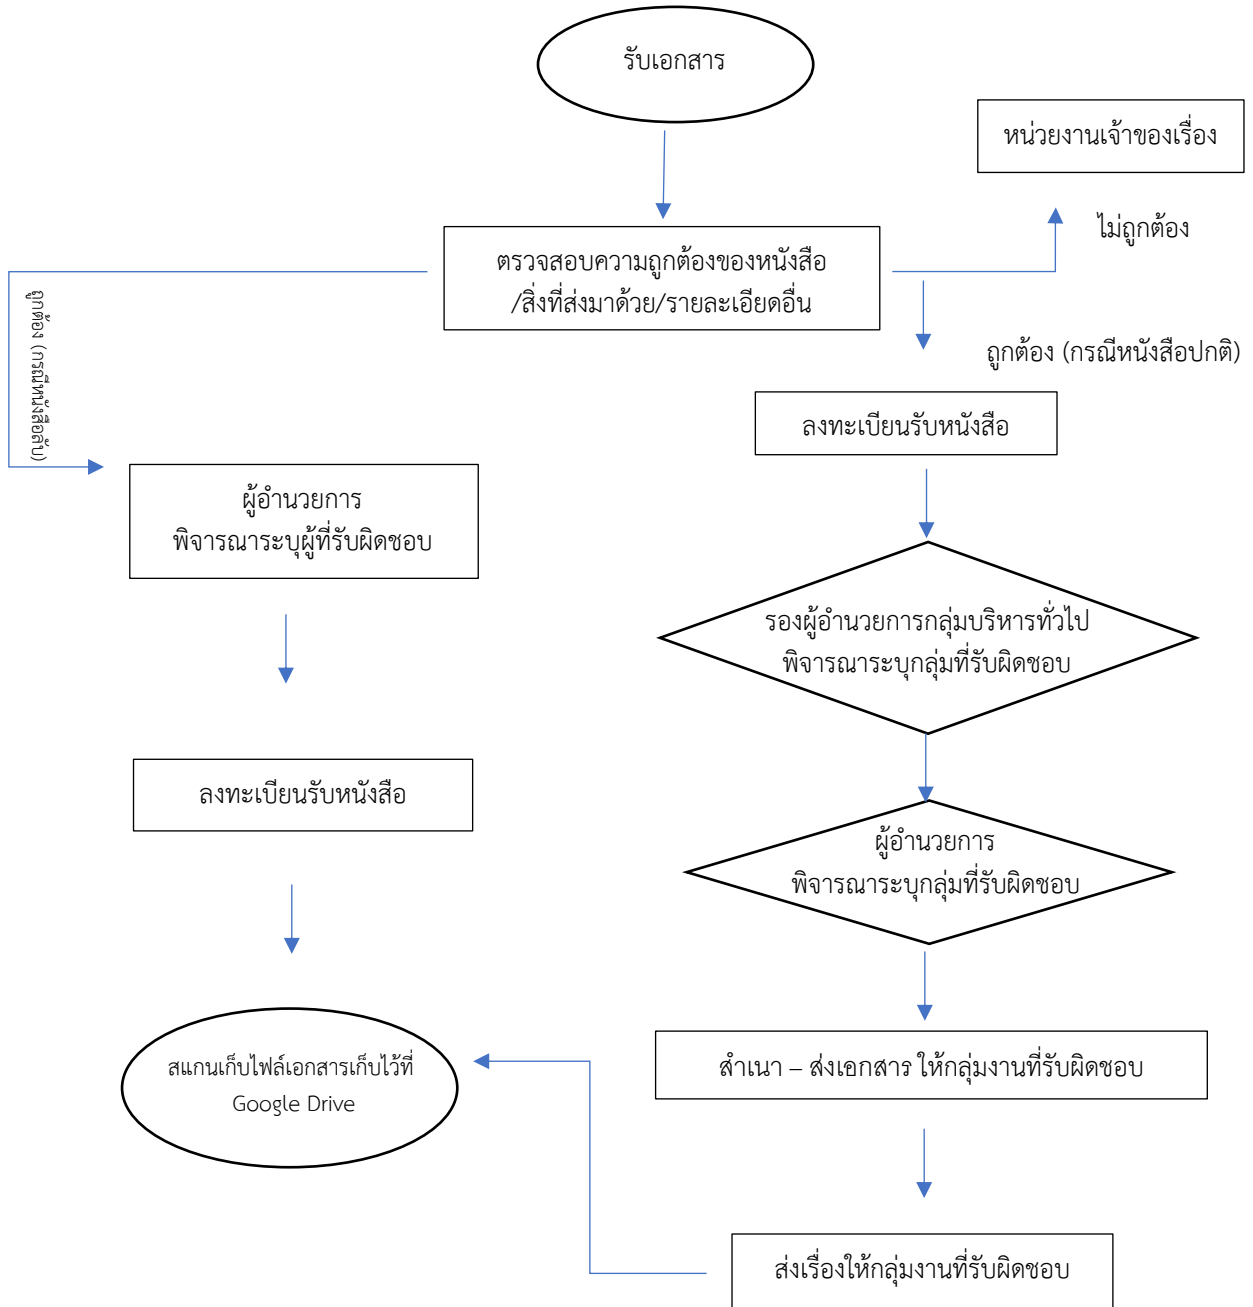 รับเอกสาร
หน่วยงานเจ้าของเรื่อง
ไม่ถูกต้อง
ตรวจสอบความถูกต้องของหนังสือ
/สิ่งที่ส่งมาด้วย/รายละเอียดอื่น
ถูกต้อง (กรณีหนังสือลับ)
ถูกต้อง (กรณีหนังสือปกติ)
ลงทะเบียนรับหนังสือ
ผู้อำนวยการ
พิจารณาระบุผู้ที่รับผิดชอบ
รองผู้อำนวยการกลุ่มบริหารทั่วไป
พิจารณาระบุกลุ่มที่รับผิดชอบ
ลงทะเบียนรับหนังสือ
ผู้อำนวยการ
พิจารณาระบุกลุ่มที่รับผิดชอบ
สแกนเก็บไฟล์เอกสารเก็บไว้ที่
Google Drive
สำเนา – ส่งเอกสาร ให้กลุ่มงานที่รับผิดชอบ
ส่งเรื่องให้กลุ่มงานที่รับผิดชอบ